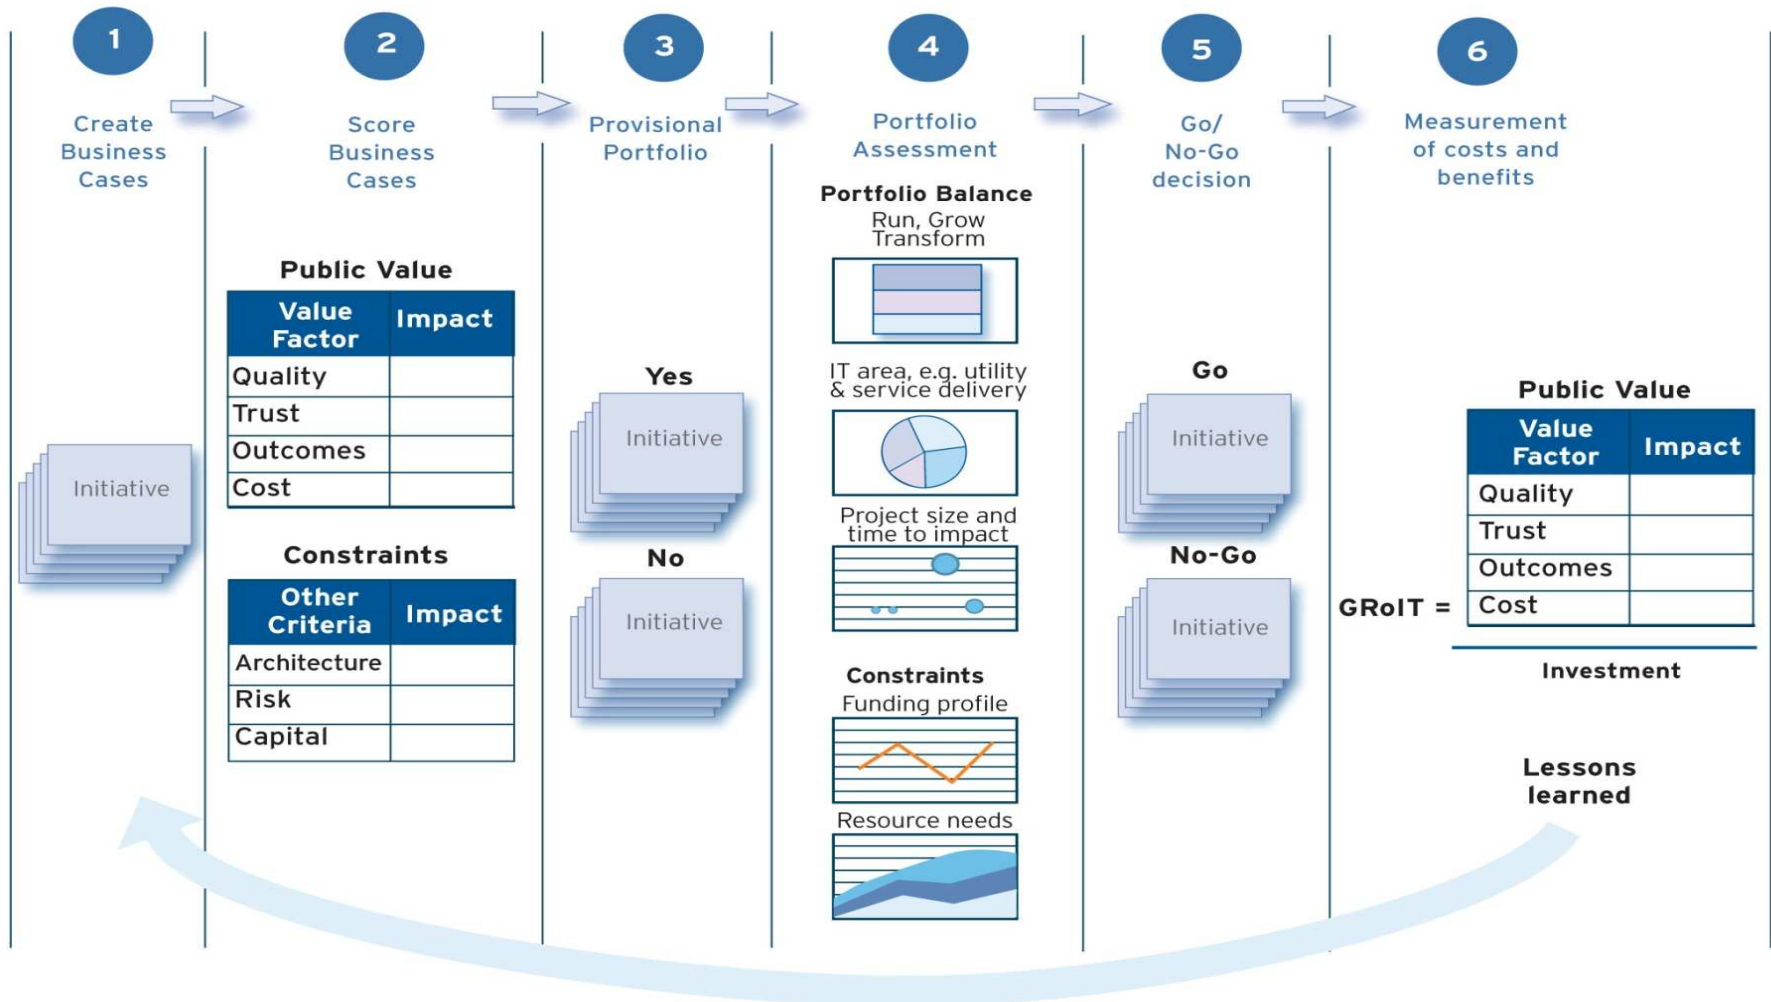 1
Create
Business
Cases
2
Score
Business
Cases
Public Value
Value
Factor
Impact
Quality
Trust
Outcomes
Cost
Constraints
Other
Criteria
Impact
Architecture
Risk
Capital
Initiative
3
Provisional
Portfolio
Yes
Initiative
No
Initiative
4
Portfolio
Assessment
Portfolio Balance
Run, Grow
Transform
IT area, e.g. utility
& service delivery
Project size and
time to impact
Constraints
Funding profile
Resource needs
5
Go/
No-Go
decision
Go
Initiative
No-Go
Initiative
6
Measurement
of costs and
benefits
Public Value
Value
Factor
Impact
Quality
Trust
Outcomes
Cost
GRoIT =
Investment
Lessons
learned